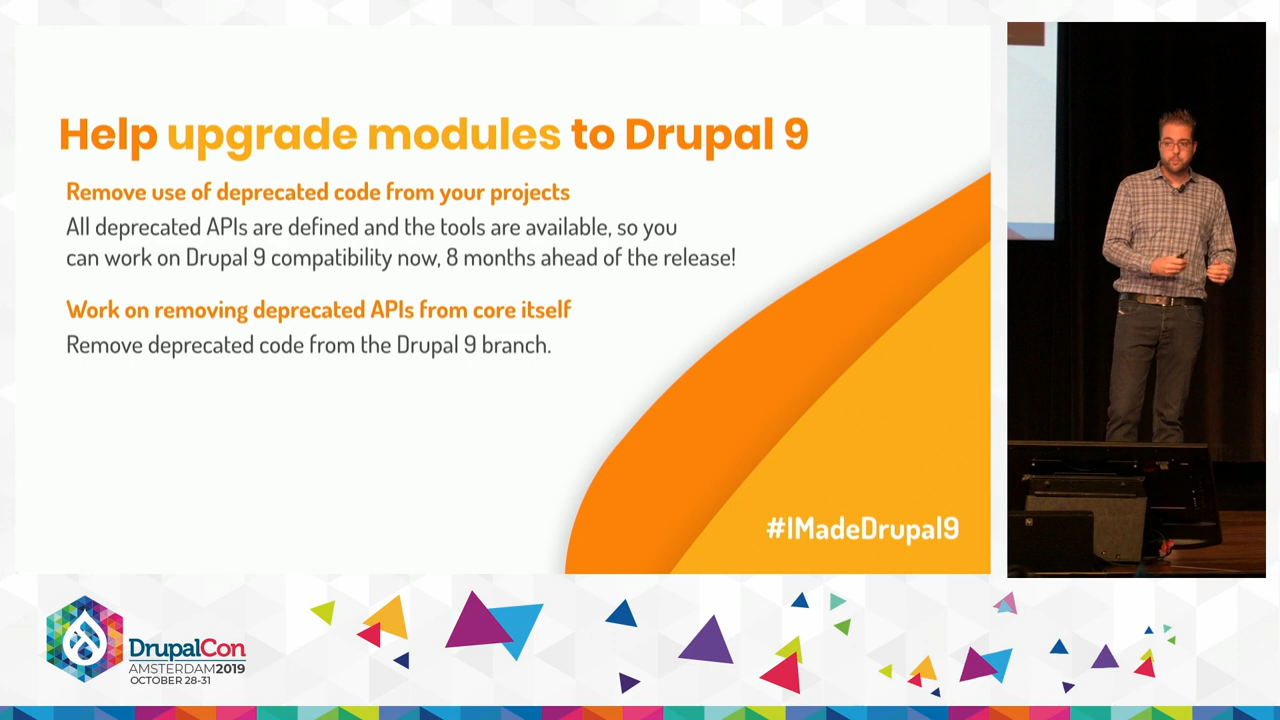 Help upgrade modules to Drupal 9
Remove use of deprecated code from your projects
All deprecated APIs are defined and the tools are available, so you
can work on Drupal 9 compatibility now, 8 months ahead of the release!
Work on removing deprecated APIs from core itself
Remove deprecated code from the Drupal 9 branch.
#IMadeDrupal9
DrupalCon
AMSTERDAM2019
OCTOBER 28-31